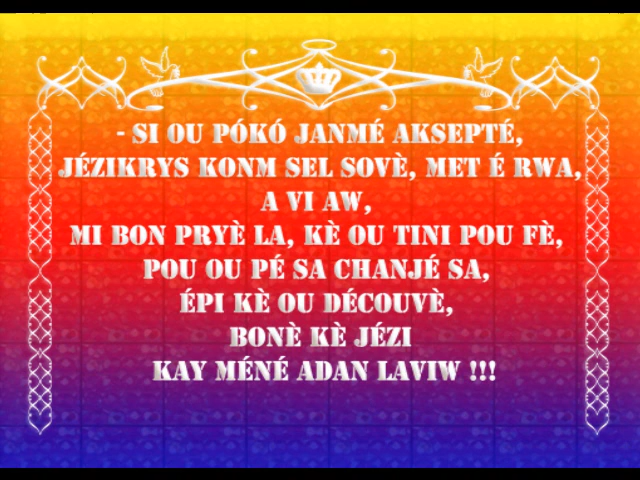 - SI OU PÓKÓ JANMÉ AKSEPTÉ,
JÉZIKRYS KONM SEL SOVÈ, MET É RWA,
A VI AW,
MI BON PRYÈ LA, KÈ OU TINI POU FÈ,
POU OU PÉ SA CHANJÉ SA,
ÉPI KÈ OU DÉCOUVÈ,
BONÈ KÈ JÉZI
KAY MÉNÉ ADAN LAVIW !!!